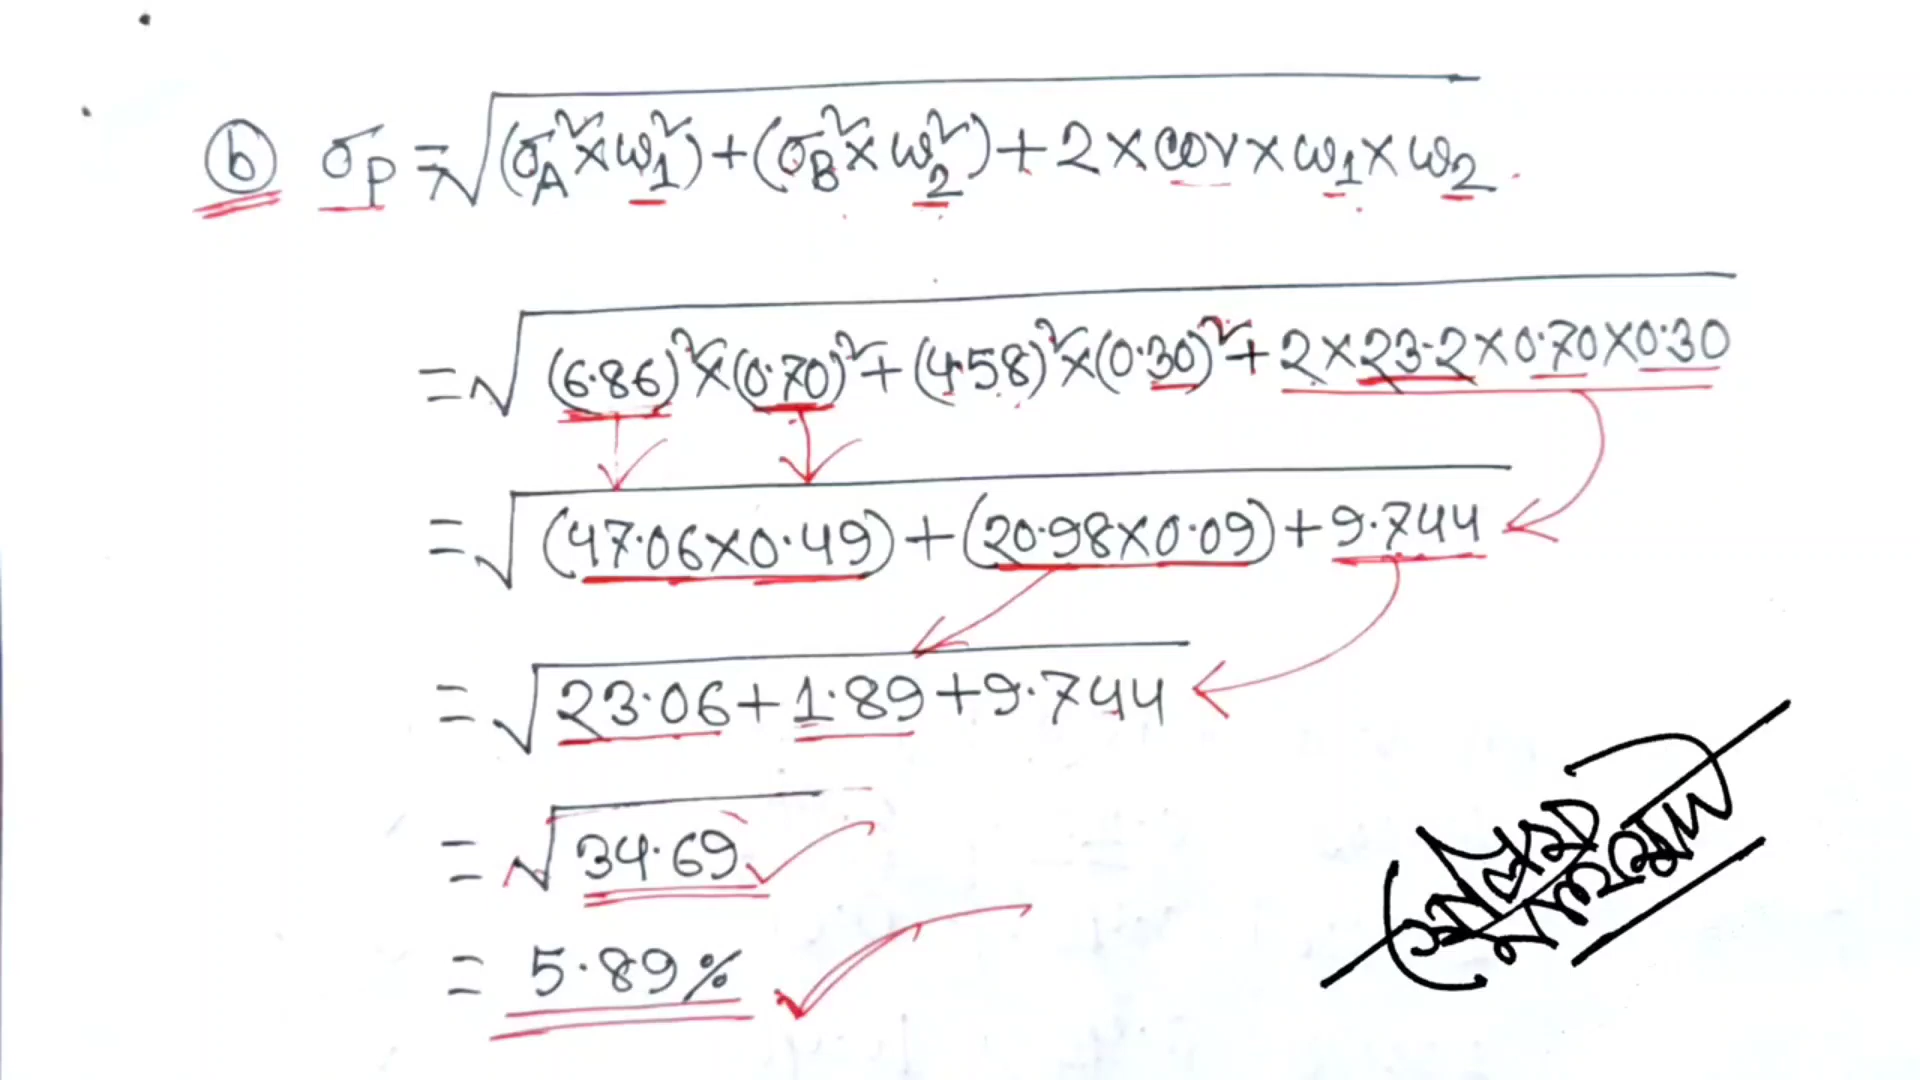 b σp = √(σA² × w1²) + (σB² × w2²) + 2 × cov × w1 × w2
= √(6.86)² × (0.70)² + (4.58)² × (0.30)² + 2 × 23.2 × 0.70 × 0.30
= √(47.06 × 0.49) + (20.98 × 0.09) + 9.744
= √23.06 + 1.89 + 9.744
= √34.69
= 5.89%